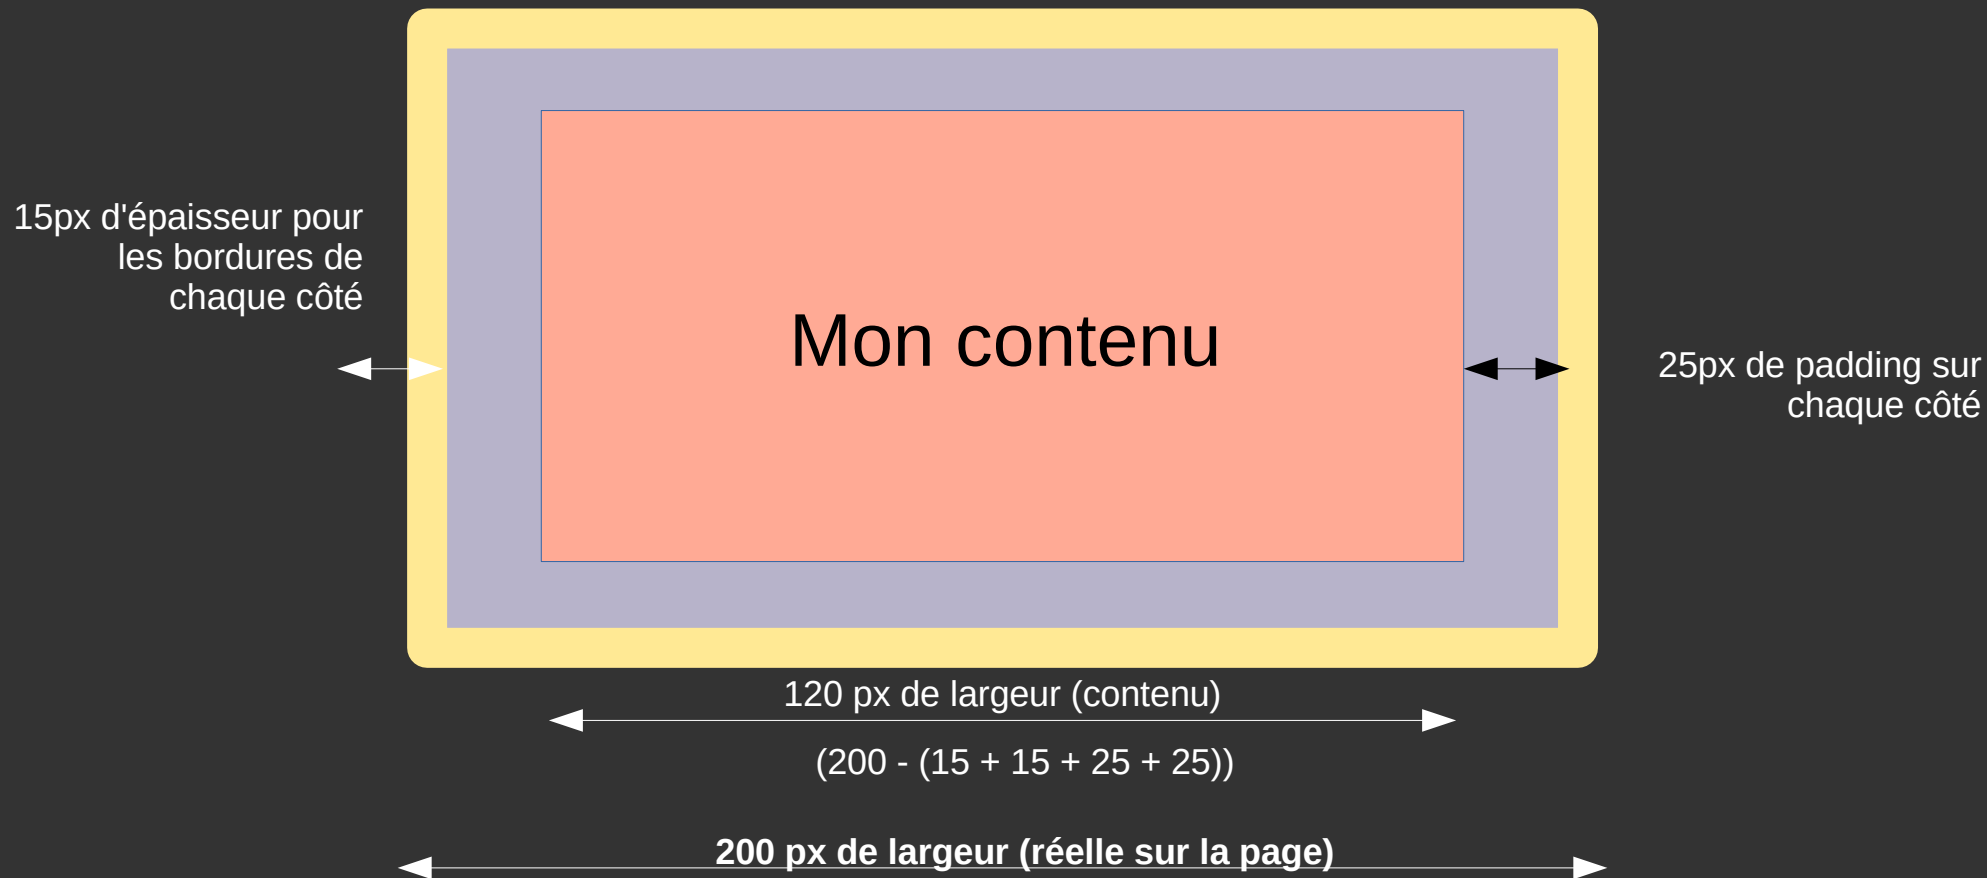 15px d'épaisseur pour
les bordures de
chaque côté
Mon contenu
25px de padding sur
chaque côté
120 px de largeur (contenu)
(200 - (15 + 15 + 25 + 25))
200 px de largeur (réelle sur la page)